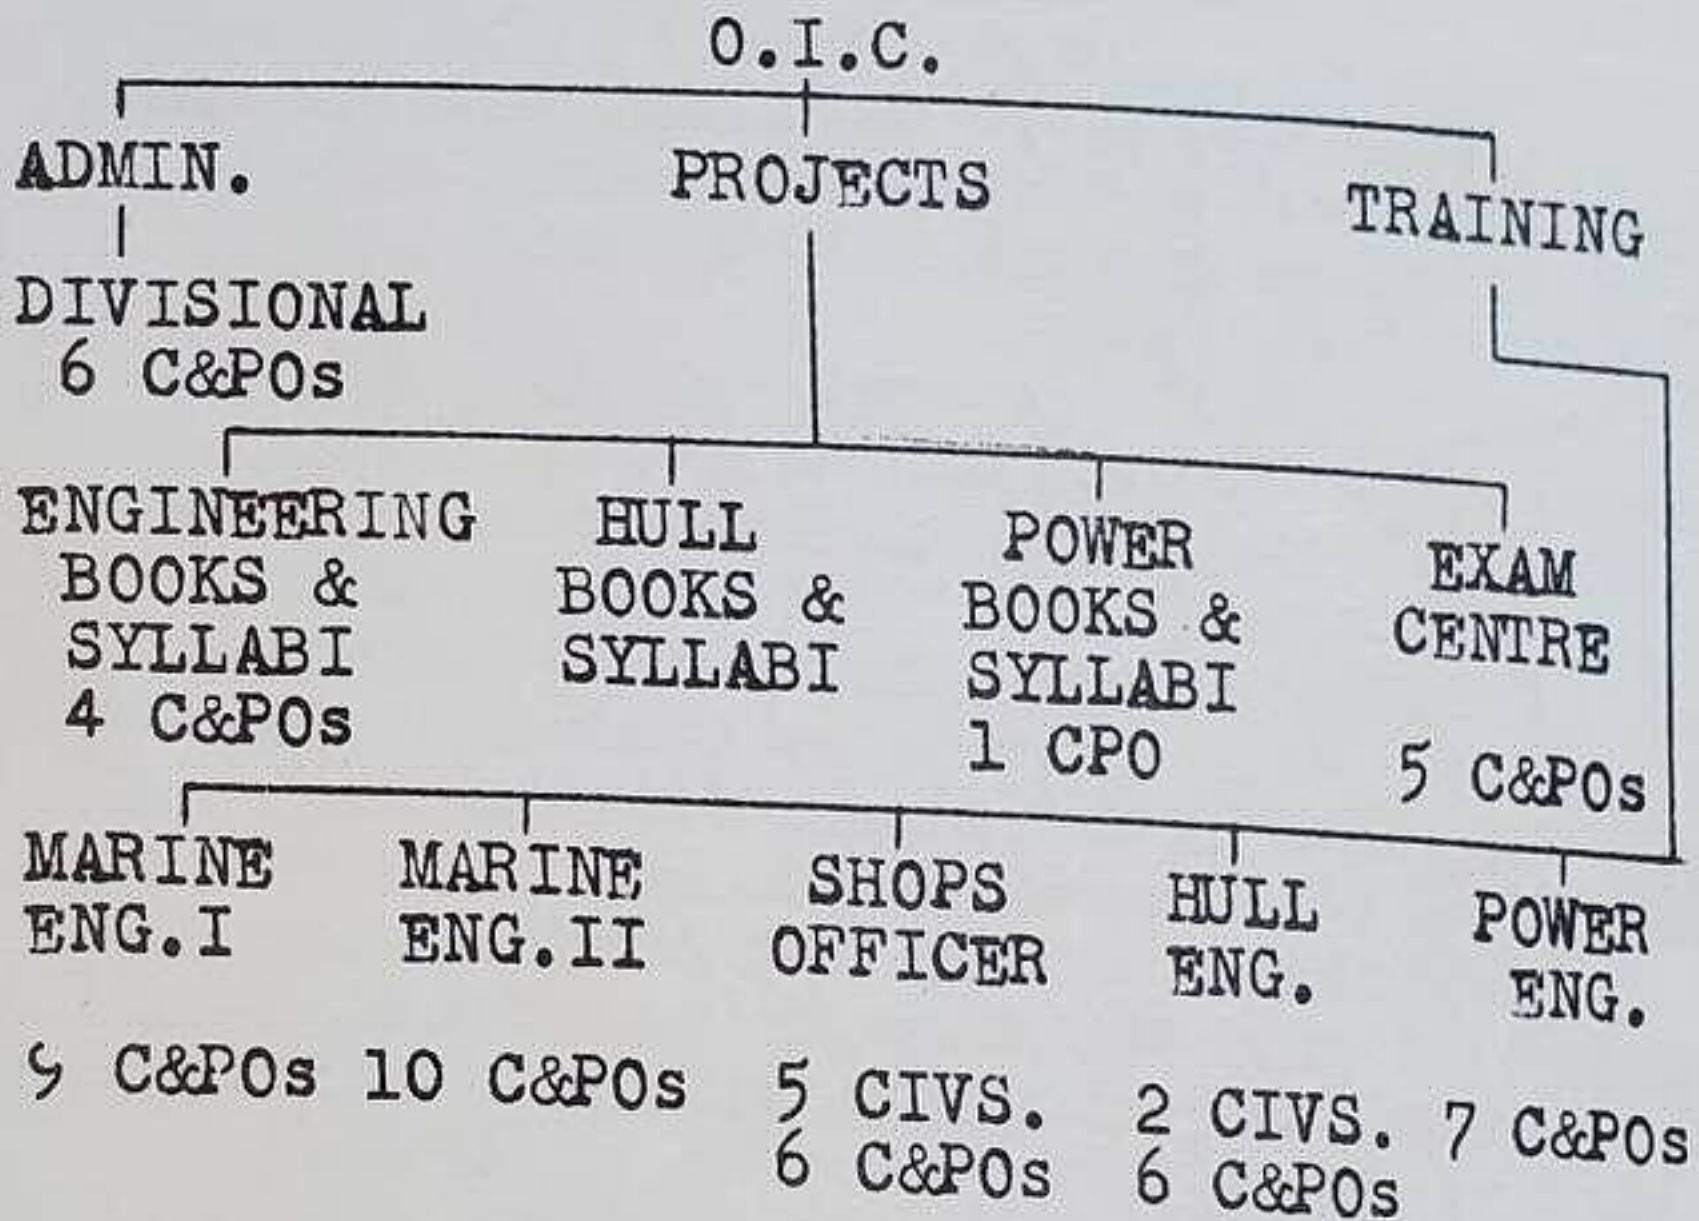 O.I.C.
ADMIN.
PROJECTS
TRAINING
DIVISIONAL
6 C&POs
ENGINEERING
BOOKS &
SYLLABI
4 C&POs
HULL
BOOKS &
SYLLABI
POWER
BOOKS &
SYLLABI
1 CPO
EXAM
CENTRE
5 C&POs
MARINE
ENG.I
9 C&POs
MARINE
ENG.II
10 C&POs
SHOPS
OFFICER
5 CIVS.
6 C&POs
HULL
ENG.
2 CIVS.
6 C&POs
POWER
ENG.
7 C&POs